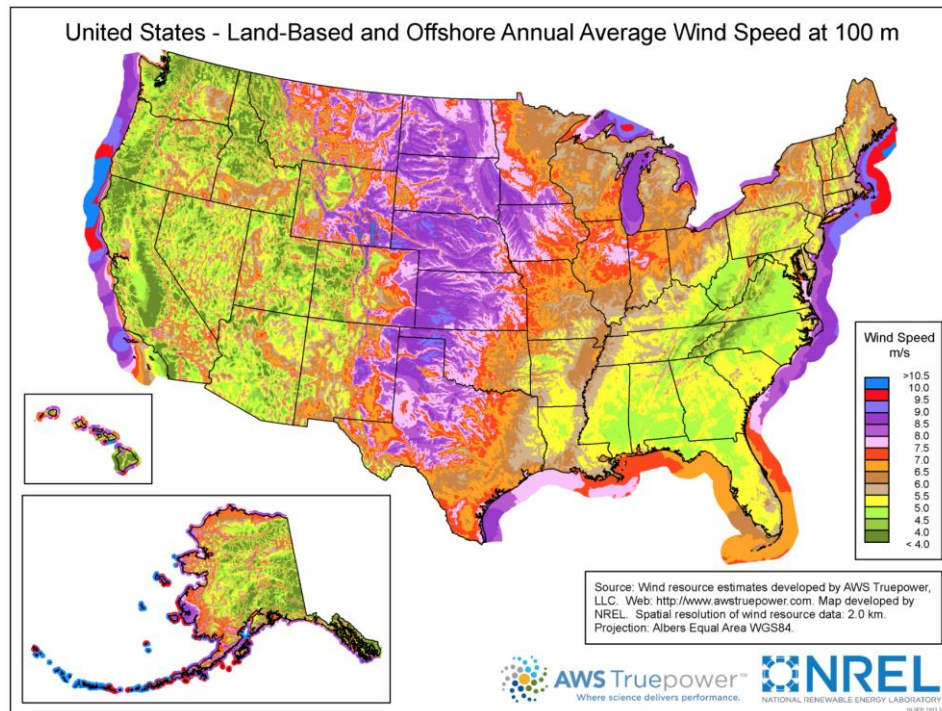 United States - Land-Based and Offshore Annual Average Wind Speed at 100 m
Wind Speed
m/s
>10.5
10.0
9.5
9.0
8.5
8.0
7.5
7.0
6.5
6.0
5.5
5.0
4.5
4.0
< 4.0
Source: Wind resource estimates developed by AWS Truepower,
LLC. Web: http://www.awstruepower.com. Map developed by
NREL. Spatial resolution of wind resource data: 2.0 km.
Projection: Albers Equal Area WGS84.
AWS Truepower™
Where science delivers performance.
NREL
NATIONAL RENEWABLE ENERGY LABORATORY